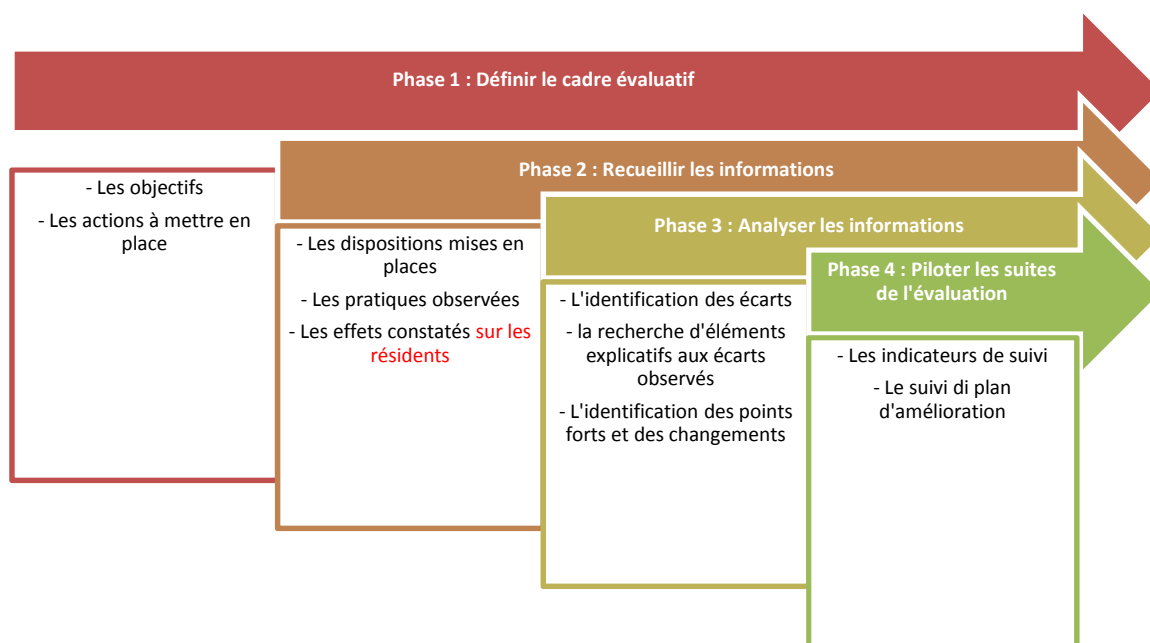 Phase 1 : Définir le cadre évaluatif
- Les objectifs
- Les actions à mettre en
place
Phase 2 : Recueillir les informations
- Les dispositions mises en
places
- Les pratiques observées
- Les effets constatés sur les
résidents
Phase 3 : Analyser les informations
- L'identification des écarts
- la recherche d'éléments
explicatifs aux écarts
observés
- L'identification des points
forts et des changements
Phase 4 : Piloter les suites
de l'évaluation
- Les indicateurs de suivi
- Le suivi di plan
d'amélioration